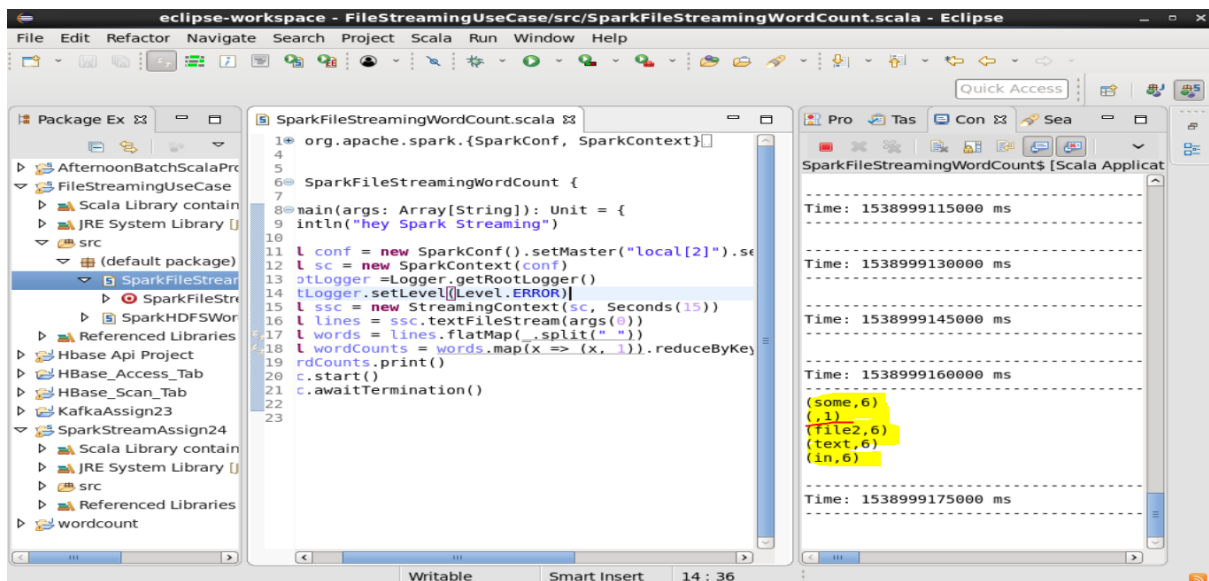 eclipse-workspace - FileStreamingUseCase/src/SparkFileStreamingWordCount.scala - Eclipse
File Edit Refactor Navigate Search Project Scala Run Window Help
Quick Access
Package Ex
AfternoonBatchScalaPro
FileStreamingUseCase
Scala Library contain
JRE System Library [J
src
(default package)
SparkFileStrear
SparkFileStre
SparkHDFSWor
Referenced Libraries
Hbase Api Project
HBase_Access_Tab
HBase_Scan_Tab
KafkaAssign23
SparkStreamAssign24
Scala Library contain
JRE System Library [J
src
Referenced Libraries
wordcount
SparkFileStreamingWordCount.scala
1 org.apache.spark.{SparkConf, SparkContext}
4
5
6 SparkFileStreamingWordCount {
7
8 main(args: Array[String]): Unit = {
9 intln("hey Spark Streaming")
10
11 l conf = new SparkConf().setMaster("local[2]").se
12 l sc = new SparkContext(conf)
13 otLogger =Logger.getRootLogger()
14 tLogger.setLevel(Level.ERROR)
15 l ssc = new StreamingContext(sc, Seconds(15))
16 l lines = ssc.textFileStream(args(0))
17 l words = lines.flatMap(_.split(" "))
18 l wordCounts = words.map(x => (x, 1)).reduceByKey
19 rdCounts.print()
20 c.start()
21 c.awaitTermination()
22
23
Pro Tas Con Sea
SparkFileStreamingWordCount$ [Scala Applicat
-------------------------------------------
Time: 1538999115000 ms
-------------------------------------------
-------------------------------------------
Time: 1538999130000 ms
-------------------------------------------
-------------------------------------------
Time: 1538999145000 ms
-------------------------------------------
-------------------------------------------
Time: 1538999160000 ms
-------------------------------------------
(some,6)
(,1)
(file2,6)
(text,6)
(in,6)
-------------------------------------------
Time: 1538999175000 ms
-------------------------------------------
Writable Smart Insert 14 : 36